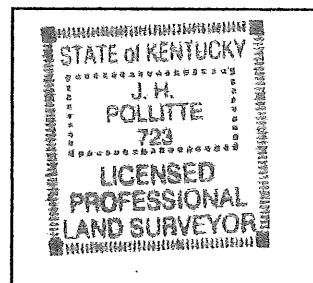 STATE of KENTUCKY
J. H.
POLLITTE
723
LICENSED
PROFESSIONAL
LAND SURVEYOR